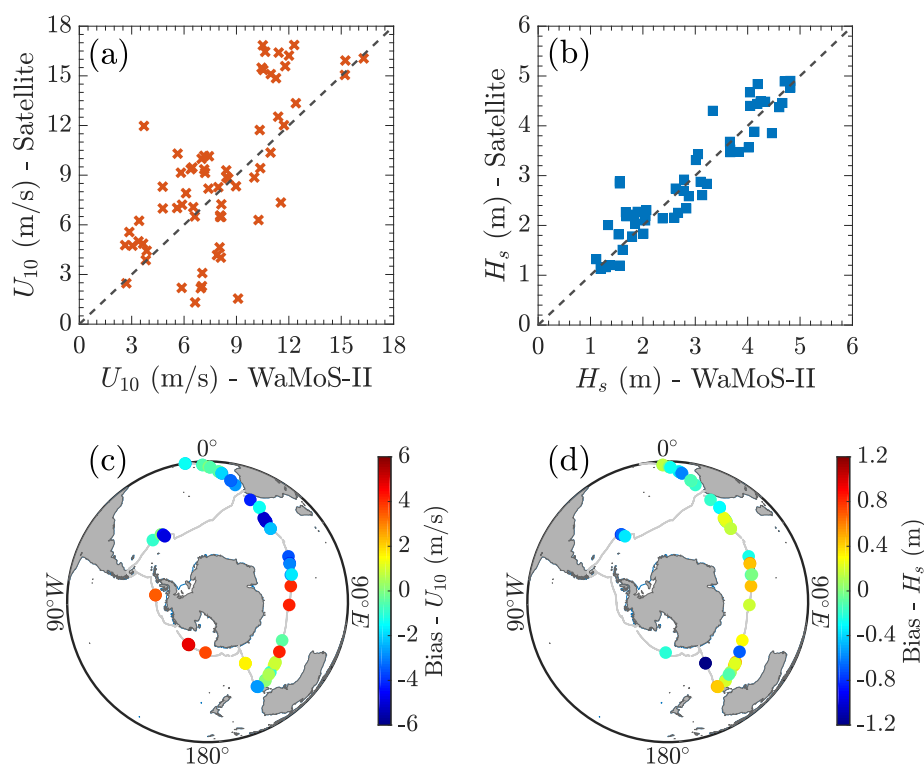 (a)
18
15
12
9
6
3
0
U₁₀ (m/s) - Satellite
0 3 6 9 12 15 18
U₁₀ (m/s) - WaMoS-II
(b)
6
5
4
3
2
1
0
Hₛ (m) - Satellite
0 1 2 3 4 5 6
Hₛ (m) - WaMoS-II
(c)
0°
90°W
90°E
180°
6
4
2
0
-2
-4
-6
Bias - U₁₀ (m/s)
(d)
0°
90°W
90°E
180°
1.2
0.8
0.4
0
-0.4
-0.8
-1.2
Bias - Hₛ (m)